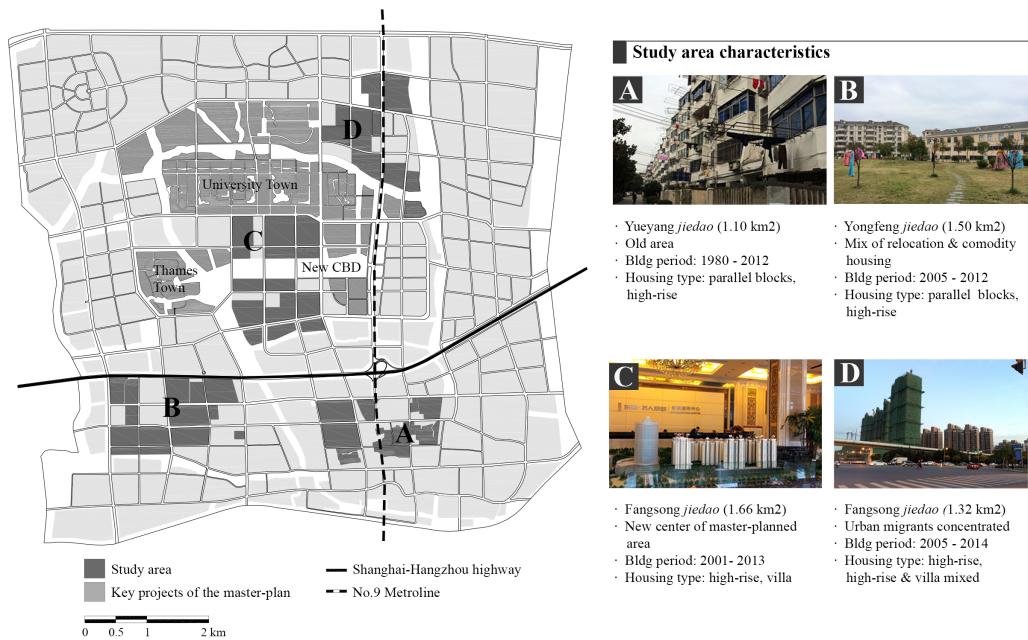 D
University Town
C
New CBD
Thames
Town
B
A
Study area
Key projects of the master-plan
Shanghai-Hangzhou highway
No.9 Metroline
0 0.5 1 2 km
Study area characteristics
A
· Yueyang jiedao (1.10 km2)
· Old area
· Bldg period: 1980 - 2012
· Housing type: parallel blocks,
high-rise
B
· Yongfeng jiedao (1.50 km2)
· Mix of relocation & comodity
housing
· Bldg period: 2005 - 2012
· Housing type: parallel blocks,
high-rise
C
· Fangsong jiedao (1.66 km2)
· New center of master-planned
area
· Bldg period: 2001- 2013
· Housing type: high-rise, villa
D
· Fangsong jiedao (1.32 km2)
· Urban migrants concentrated
· Bldg period: 2005 - 2014
· Housing type: high-rise,
high-rise & villa mixed